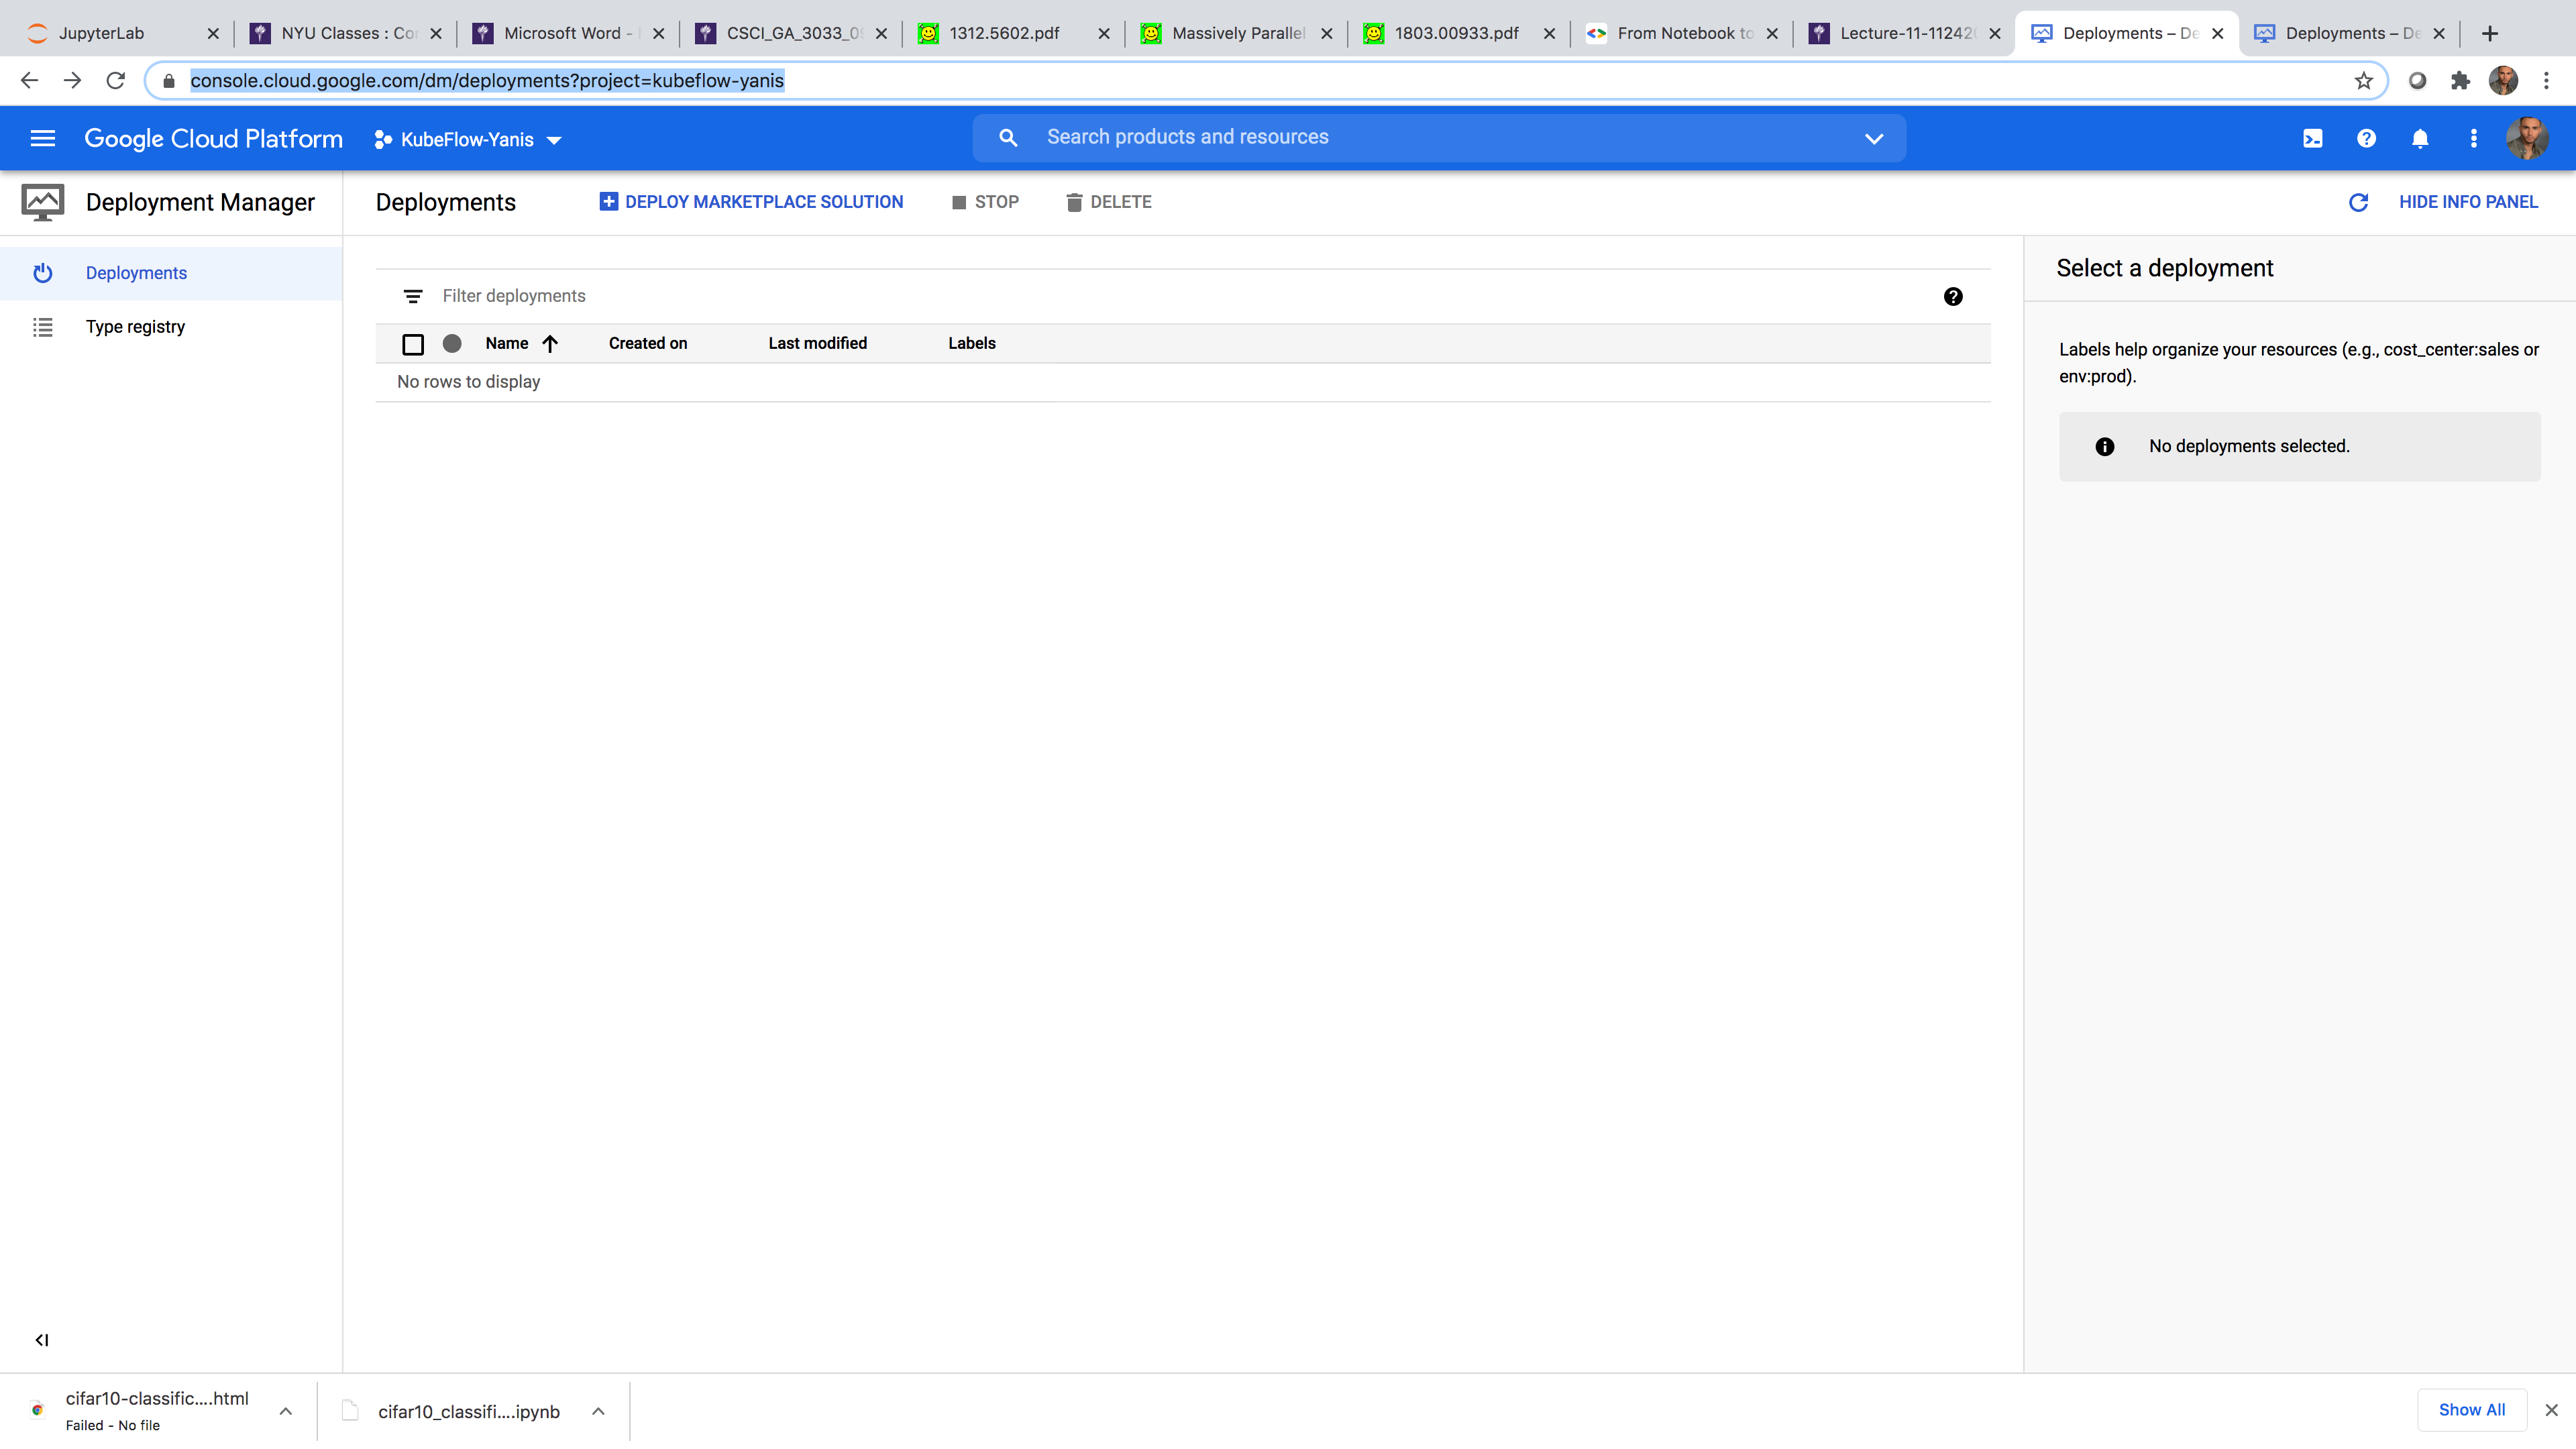 JupyterLab
NYU Classes : Cor
Microsoft Word -
CSCI_GA_3033_09
1312.5602.pdf
Massively Parallel
1803.00933.pdf
From Notebook to
Lecture-11-112420
Deployments – De
Deployments – De
console.cloud.google.com/dm/deployments?project=kubeflow-yanis
Google Cloud Platform
KubeFlow-Yanis
Search products and resources
Deployment Manager
Deployments
DEPLOY MARKETPLACE SOLUTION
STOP
DELETE
HIDE INFO PANEL
Deployments
Type registry
Filter deployments
Name
Created on
Last modified
Labels
No rows to display
Select a deployment
Labels help organize your resources (e.g., cost_center:sales or
env:prod).
No deployments selected.
cifar10-classific....html
Failed - No file
cifar10_classifi....ipynb
Show All